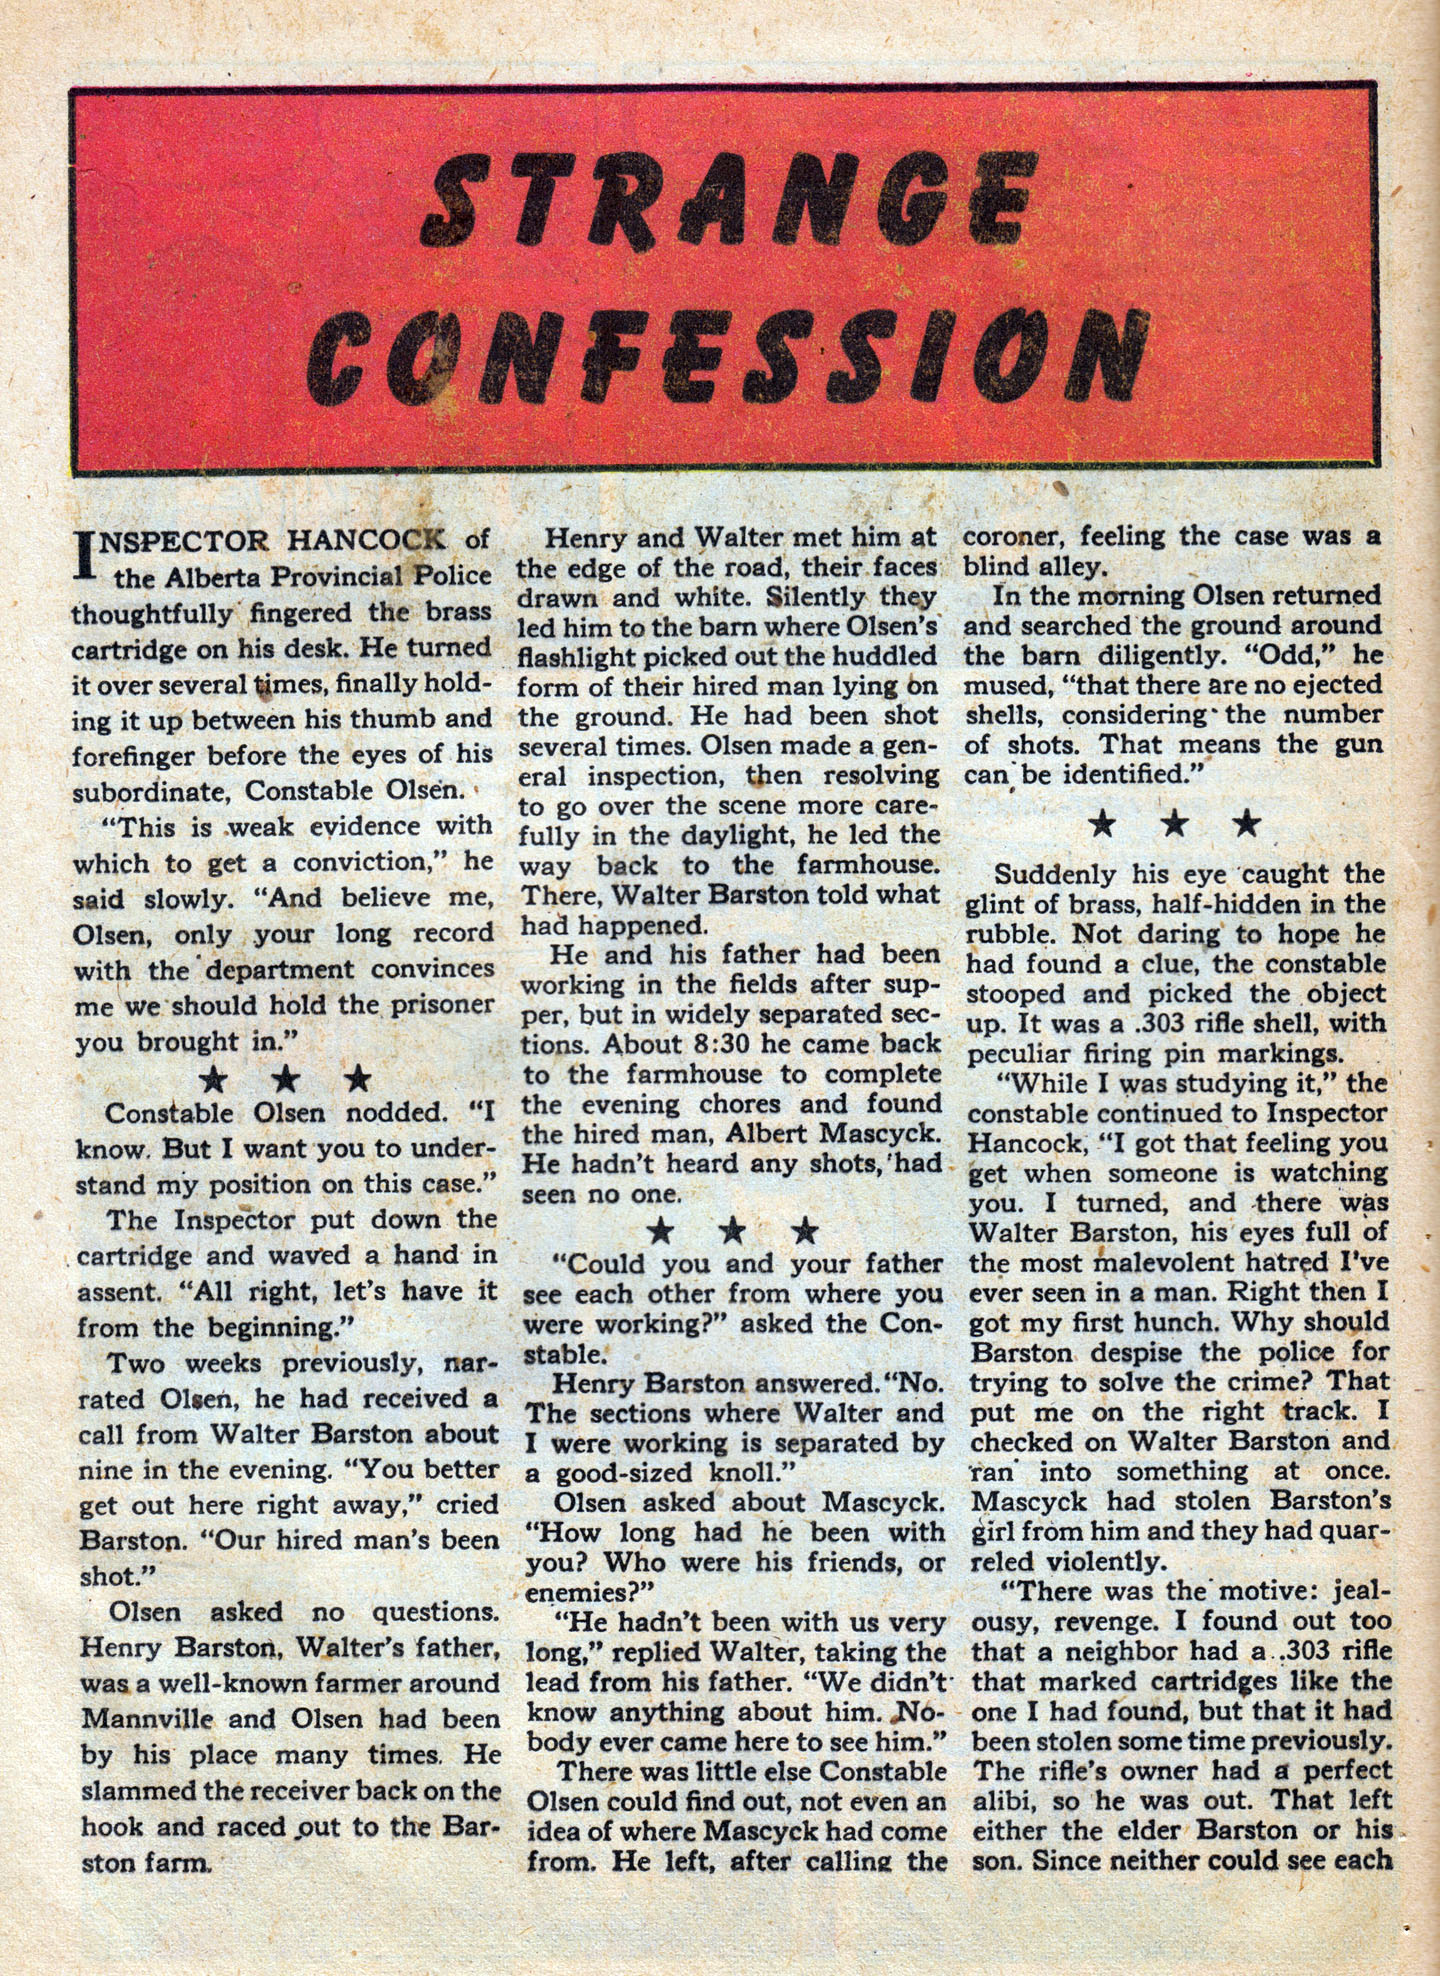 STRANGE
CONFESSION
INSPECTOR HANCOCK of
the Alberta Provincial Police
thoughtfully fingered the brass
cartridge on his desk. He turned
it over several times, finally hold-
ing it up between his thumb and
forefinger before the eyes of his
subordinate, Constable Olsen.
“This is weak evidence with
which to get a conviction,” he
said slowly. “And believe me,
Olsen, only your long record
with the department convinces
me we should hold the prisoner
you brought in.”
★ ★ ★
Constable Olsen nodded. “I
know. But I want you to under-
stand my position on this case.”
The Inspector put down the
cartridge and waved a hand in
assent. “All right, let’s have it
from the beginning.”
Two weeks previously, nar-
rated Olsen, he had received a
call from Walter Barston about
nine in the evening. “You better
get out here right away,” cried
Barston. “Our hired man’s been
shot.”
Olsen asked no questions.
Henry Barston, Walter’s father,
was a well-known farmer around
Mannville and Olsen had been
by his place many times. He
slammed the receiver back on the
hook and raced out to the Bar-
ston farm.
Henry and Walter met him at
the edge of the road, their faces
drawn and white. Silently they
led him to the barn where Olsen’s
flashlight picked out the huddled
form of their hired man lying on
the ground. He had been shot
several times. Olsen made a gen-
eral inspection, then resolving
to go over the scene more care-
fully in the daylight, he led the
way back to the farmhouse.
There, Walter Barston told what
had happened.
He and his father had been
working in the fields after sup-
per, but in widely separated sec-
tions. About 8:30 he came back
to the farmhouse to complete
the evening chores and found
the hired man, Albert Mascyck.
He hadn’t heard any shots, had
seen no one.
★ ★ ★
“Could you and your father
see each other from where you
were working?” asked the Con-
stable.
Henry Barston answered. “No.
The sections where Walter and
I were working is separated by
a good-sized knoll.”
Olsen asked about Mascyck.
“How long had he been with
you? Who were his friends, or
enemies?”
“He hadn’t been with us very
long,” replied Walter, taking the
lead from his father. “We didn’t
know anything about him. No-
body ever came here to see him.”
There was little else Constable
Olsen could find out, not even an
idea of where Mascyck had come
from. He left, after calling the
coroner, feeling the case was a
blind alley.
In the morning Olsen returned
and searched the ground around
the barn diligently. “Odd,” he
mused, “that there are no ejected
shells, considering the number
of shots. That means the gun
can be identified.”
★ ★ ★
Suddenly his eye caught the
glint of brass, half-hidden in the
rubble. Not daring to hope he
had found a clue, the constable
stooped and picked the object
up. It was a .303 rifle shell, with
peculiar firing pin markings.
“While I was studying it,” the
constable continued to Inspector
Hancock, “I got that feeling you
get when someone is watching
you. I turned, and there was
Walter Barston, his eyes full of
the most malevolent hatred I’ve
ever seen in a man. Right then I
got my first hunch. Why should
Barston despise the police for
trying to solve the crime? That
put me on the right track. I
checked on Walter Barston and
ran into something at once.
Mascyck had stolen Barston’s
girl from him and they had quar-
reled violently.
“There was the motive: jeal-
ousy, revenge. I found out too
that a neighbor had a .303 rifle
that marked cartridges like the
one I had found, but that it had
been stolen some time previously.
The rifle’s owner had a perfect
alibi, so he was out. That left
either the elder Barston or his
son. Since neither could see each